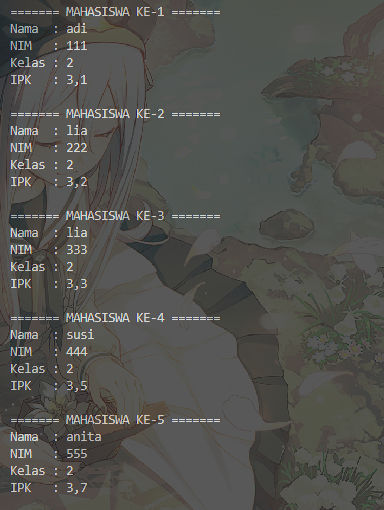 ======= MAHASISWA KE-1 =======
Nama  : adi
NIM   : 111
Kelas : 2
IPK   : 3,1
======= MAHASISWA KE-2 =======
Nama  : lia
NIM   : 222
Kelas : 2
IPK   : 3,2
======= MAHASISWA KE-3 =======
Nama  : lia
NIM   : 333
Kelas : 2
IPK   : 3,3
======= MAHASISWA KE-4 =======
Nama  : susi
NIM   : 444
Kelas : 2
IPK   : 3,5
======= MAHASISWA KE-5 =======
Nama  : anita
NIM   : 555
Kelas : 2
IPK   : 3,7